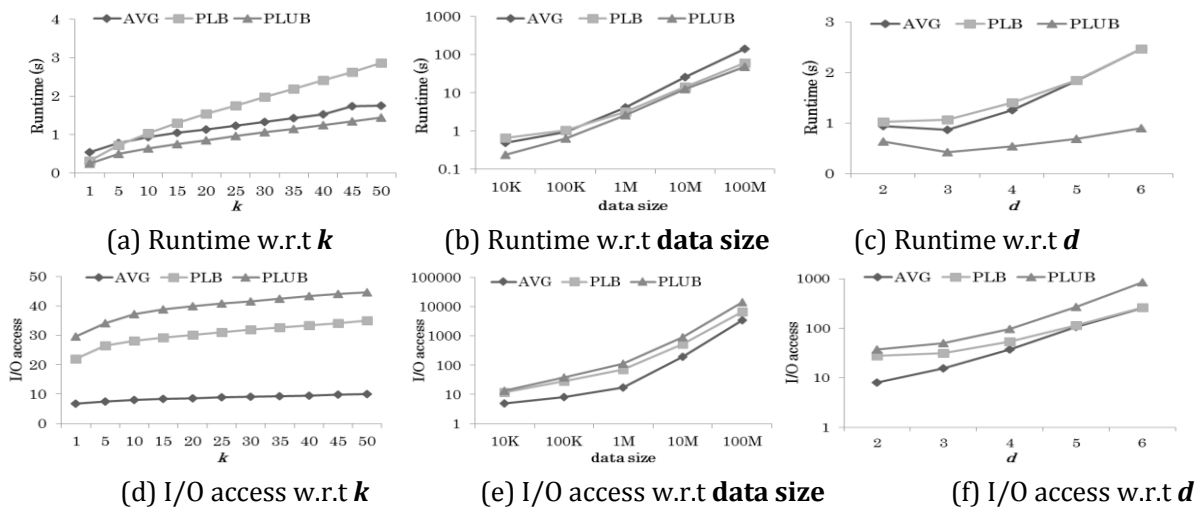 AVG PLB PLUB
4
3
2
1
0
Runtime (s)
1 5 10 15 20 25 30 35 40 45 50
k
(a) Runtime w.r.t k
AVG PLB PLUB
1000
100
10
1
0.1
Runtime (s)
10K 100K 1M 10M 100M
data size
(b) Runtime w.r.t data size
AVG PLB PLUB
3
2
1
0
Runtime (s)
2 3 4 5 6
d
(c) Runtime w.r.t d
AVG PLB PLUB
50
40
30
20
10
0
I/O access
1 5 10 15 20 25 30 35 40 45 50
k
(d) I/O access w.r.t k
AVG PLB PLUB
100000
10000
1000
100
10
1
I/O access
10K 100K 1M 10M 100M
data size
(e) I/O access w.r.t data size
AVG PLB PLUB
1000
100
10
1
I/O access
2 3 4 5 6
d
(f) I/O access w.r.t d